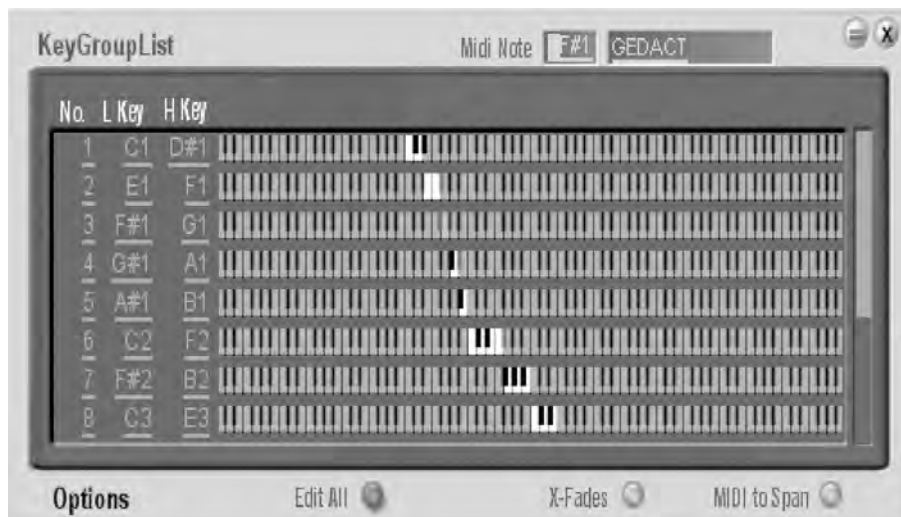 KeyGroupList Midi Note F#1 GEDACT X
No. L Key H Key
1 C1 D#1
2 E1 F1
3 F#1 G1
4 G#1 A1
5 A#1 B1
6 C2 F2
7 F#2 B2
8 C3 E3
Options Edit All X-Fades MIDI to Span